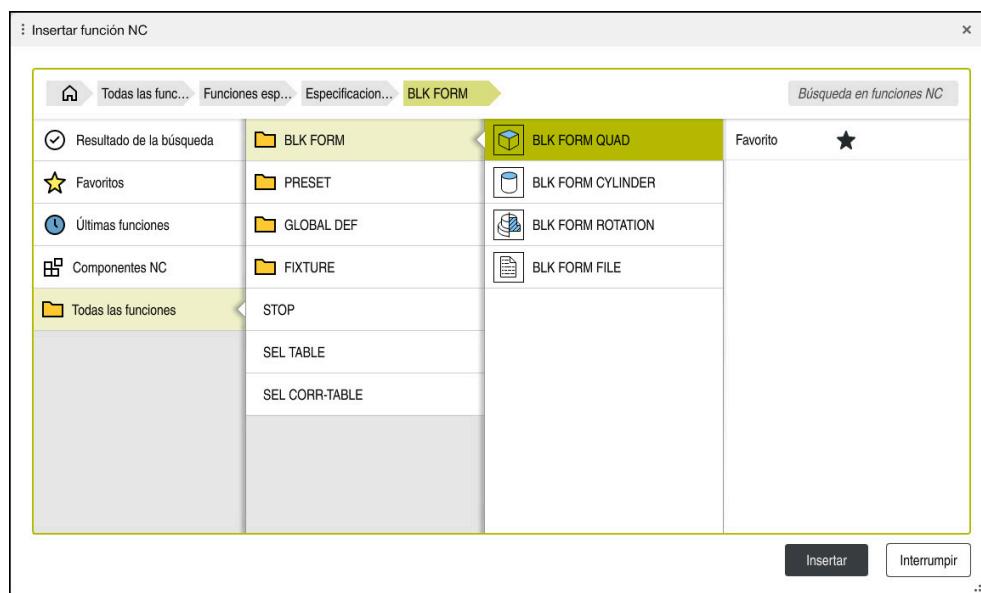 Insertar función NC
Todas las func... Funciones esp... Especificacion... BLK FORM
Búsqueda en funciones NC
Resultado de la búsqueda
Favoritos
Últimas funciones
Componentes NC
Todas las funciones
BLK FORM
PRESET
GLOBAL DEF
FIXTURE
STOP
SEL TABLE
SEL CORR-TABLE
BLK FORM QUAD
BLK FORM CYLINDER
BLK FORM ROTATION
BLK FORM FILE
Favorito
Insertar
Interrumpir